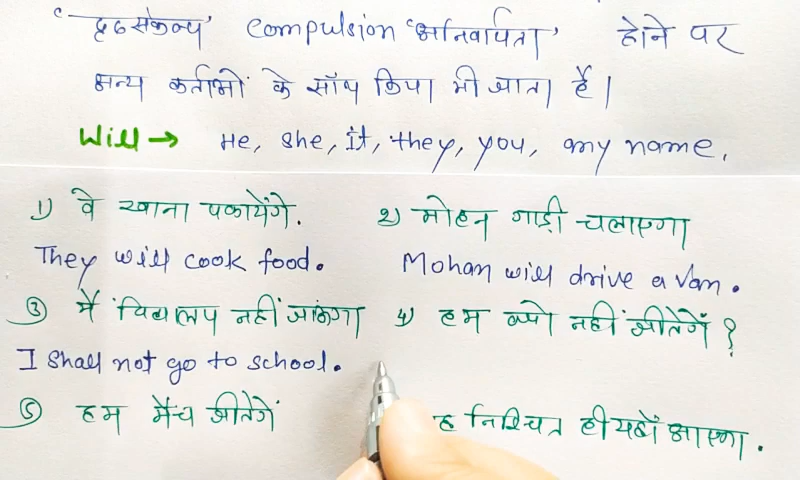 'दृढसंकल्प' compulsion 'अनिवार्यता' होने पर
अन्य कर्ताओं के साथ किया भी जाता है।
Will → He, she, it, they, you, any name.
1) वे खाना पकायेंगे. 2) मोहन गाड़ी चलाएगा
They will cook food. Mohan will drive a van.
③ मैं विद्यालय नहीं जाऊंगा 4) हम क्यो नहीं जीतेगें ?
I shall not go to school.
⑤ हम मैच जीतेगें ह निश्चित ही यहाँ आएगा.